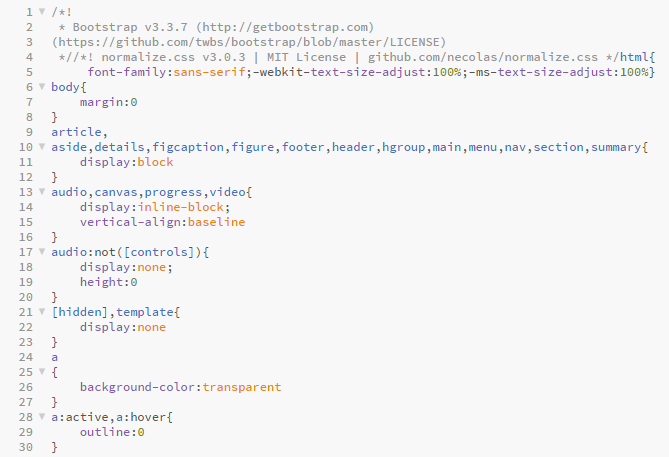 1 /*!
2 * Bootstrap v3.3.7 (http://getbootstrap.com)
3 (https://github.com/twbs/bootstrap/blob/master/LICENSE)
4 *//*! normalize.css v3.0.3 | MIT License | github.com/necolas/normalize.css */html{
5 font-family:sans-serif;-webkit-text-size-adjust:100%;-ms-text-size-adjust:100%}
6 body{
7 margin:0
8 }
9 article,
10 aside,details,figcaption,figure,footer,header,hgroup,main,menu,nav,section,summary{
11 display:block
12 }
13 audio,canvas,progress,video{
14 display:inline-block;
15 vertical-align:baseline
16 }
17 audio:not([controls]){
18 display:none;
19 height:0
20 }
21 [hidden],template{
22 display:none
23 }
24 a
25 {
26 background-color:transparent
27 }
28 a:active,a:hover{
29 outline:0
30 }